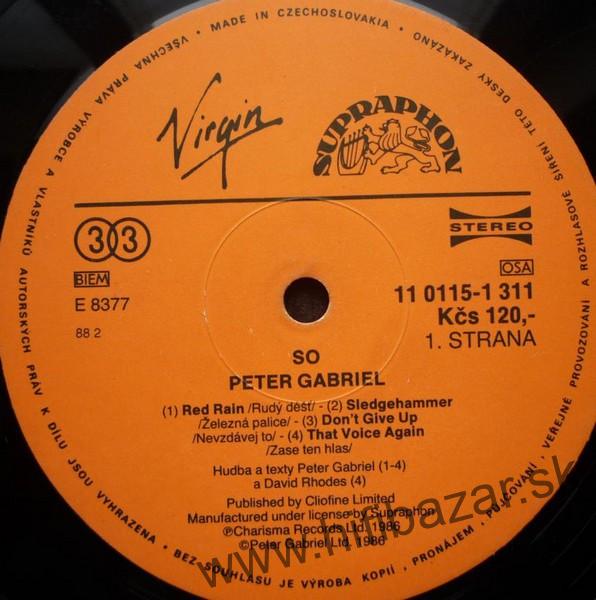 • MADE IN CZECHOSLOVAKIA •
VŠECHNA PRÁVA VÝROBCE A VLASTNÍKŮ AUTORSKÝCH PRÁV K DÍLU JSOU VYHRAZENA • BEZ SOUHLASU JE VÝROBA KOPIÍ, PRONÁJEM, PŮJČOVÁNÍ, VEŘEJNÉ PROVOZOVÁNÍ A ROZHLASOVÉ ŠÍŘENÍ TÉTO DESKY ZAKÁZÁNO
Virgin
SUPRAPHON
33
STEREO
BIEM
OSA
E 8377
11 0115-1 311
Kčs 120,-
88 2
1. STRANA
SO
PETER GABRIEL
(1) Red Rain /Rudý déšť/ - (2) Sledgehammer
/Železná palice/ - (3) Don't Give Up
/Nevzdávej to/ - (4) That Voice Again
/Zase ten hlas/
Hudba a texty Peter Gabriel (1-4)
a David Rhodes (4)
Published by Cliofine Limited
Manufactured under license by Supraphon
℗Charisma Records Ltd. 1986
©Peter Gabriel Ltd. 1986
www.hifibazar.sk